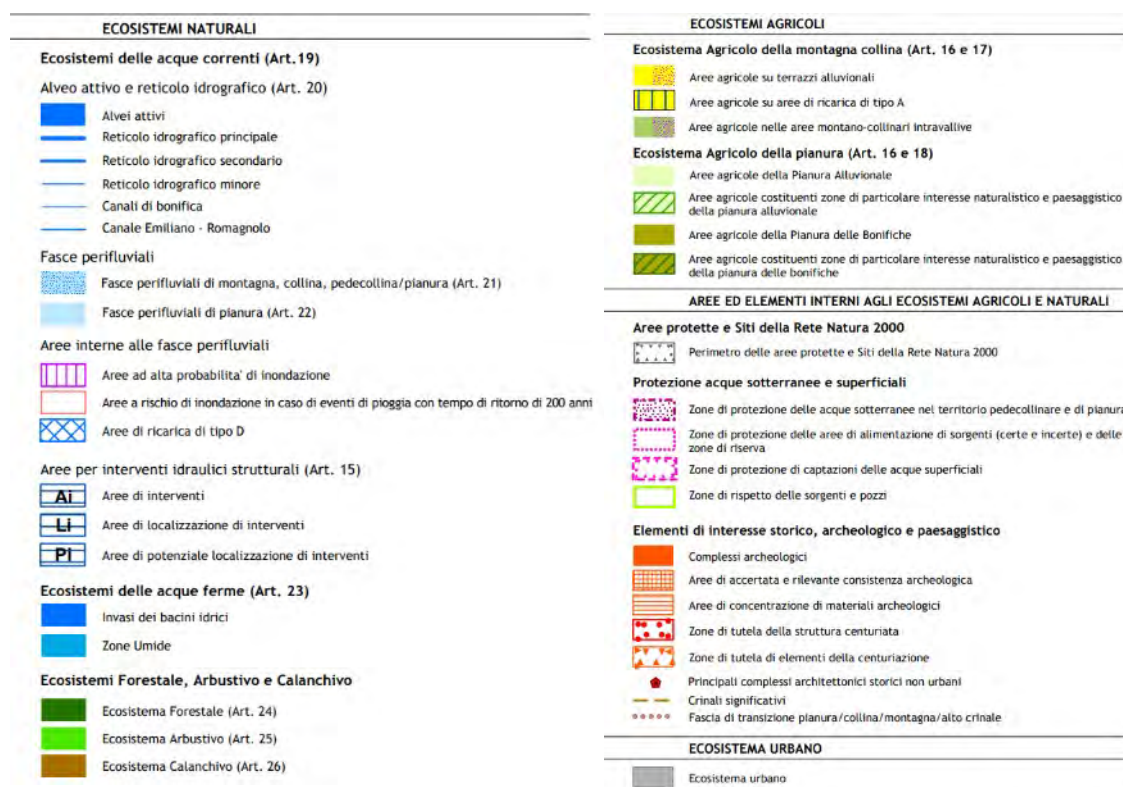 ECOSISTEMI NATURALI
Ecosistemi delle acque correnti (Art.19)
Alveo attivo e reticolo idrografico (Art. 20)
Alvei attivi
Reticolo idrografico principale
Reticolo idrografico secondario
Reticolo idrografico minore
Canali di bonifica
Canale Emiliano - Romagnolo
Fasce perifluviali
Fasce perifluviali di montagna, collina, pedecollina/pianura (Art. 21)
Fasce perifluviali di pianura (Art. 22)
Aree interne alle fasce perifluviali
Aree ad alta probabilita' di inondazione
Aree a rischio di inondazione in caso di eventi di pioggia con tempo di ritorno di 200 anni
Aree di ricarica di tipo D
Aree per interventi idraulici strutturali (Art. 15)
Ai Aree di interventi
Li Aree di localizzazione di interventi
Pl Aree di potenziale localizzazione di interventi
Ecosistemi delle acque ferme (Art. 23)
Invasi dei bacini idrici
Zone Umide
Ecosistemi Forestale, Arbustivo e Calanchivo
Ecosistema Forestale (Art. 24)
Ecosistema Arbustivo (Art. 25)
Ecosistema Calanchivo (Art. 26)
ECOSISTEMI AGRICOLI
Ecosistema Agricolo della montagna collina (Art. 16 e 17)
Aree agricole su terrazzi alluvionali
Aree agricole su aree di ricarica di tipo A
Aree agricole nelle aree montano-collinari intravallive
Ecosistema Agricolo della pianura (Art. 16 e 18)
Aree agricole della Pianura Alluvionale
Aree agricole costituenti zone di particolare interesse naturalistico e paesaggistico
della pianura alluvionale
Aree agricole della Pianura delle Bonifiche
Aree agricole costituenti zone di particolare interesse naturalistico e paesaggistico
della pianura delle bonifiche
AREE ED ELEMENTI INTERNI AGLI ECOSISTEMI AGRICOLI E NATURALI
Aree protette e Siti della Rete Natura 2000
Perimetro delle aree protette e Siti della Rete Natura 2000
Protezione acque sotterranee e superficiali
Zone di protezione delle acque sotterranee nel territorio pedecollinare e di pianura
Zone di protezione delle aree di alimentazione di sorgenti (certe e incerte) e delle
zone di riserva
Zone di protezione di captazioni delle acque superficiali
Zone di rispetto delle sorgenti e pozzi
Elementi di interesse storico, archeologico e paesaggistico
Complessi archeologici
Aree di accertata e rilevante consistenza archeologica
Aree di concentrazione di materiali archeologici
Zone di tutela della struttura centuriata
Zone di tutela di elementi della centuriazione
Principali complessi architettonici storici non urbani
Crinali significativi
Fascia di transizione pianura/collina/montagna/alto crinale
ECOSISTEMA URBANO
Ecosistema urbano